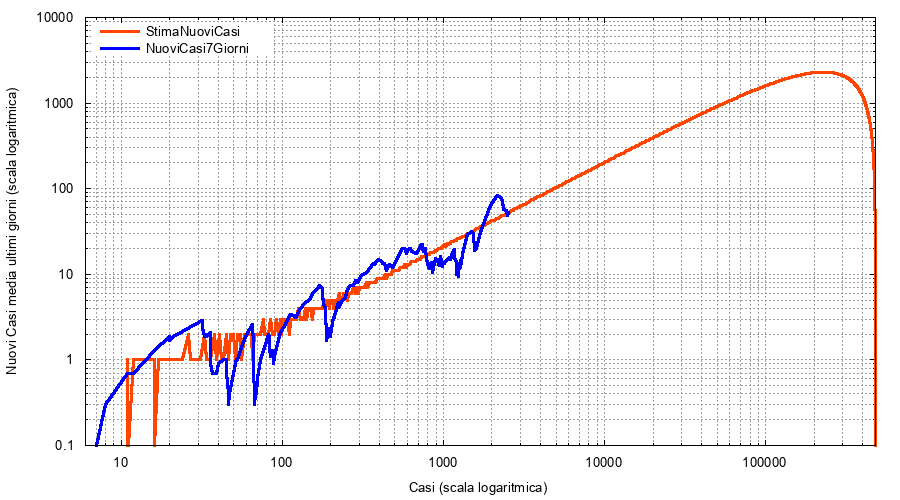 StimaNuoviCasi
NuoviCasi7Giorni
Nuovi Casi media ultimi giorni (scala logaritmica)
10000
1000
100
10
1
0.1
10 100 1000 10000 100000
Casi (scala logaritmica)